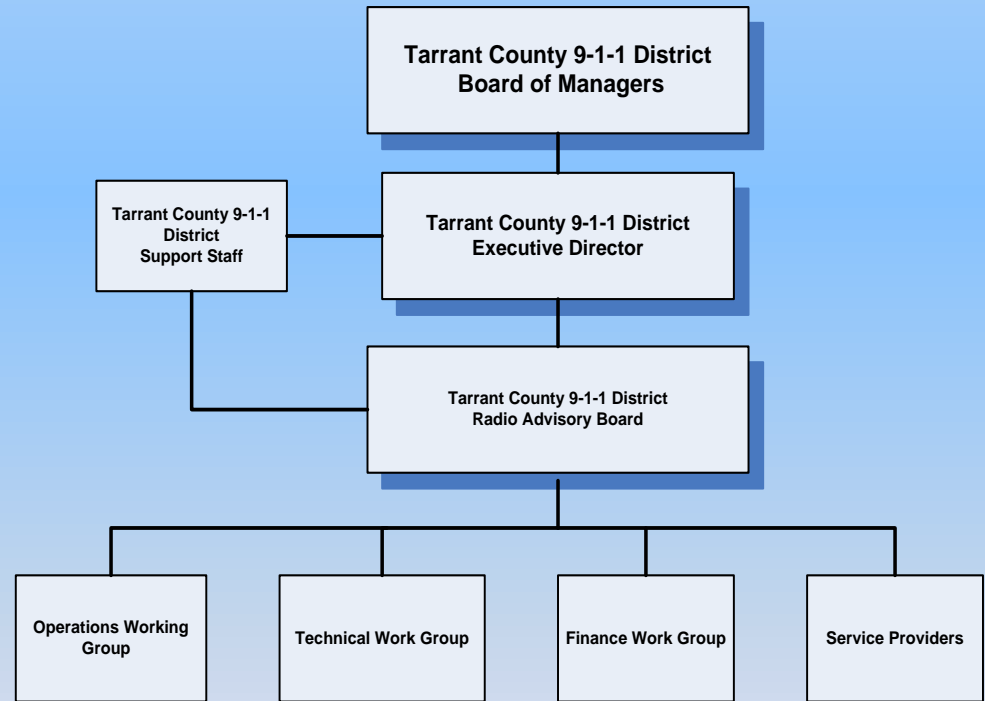 Tarrant County 9-1-1 District
Board of Managers
Tarrant County 9-1-1
District
Support Staff
Tarrant County 9-1-1 District
Executive Director
Tarrant County 9-1-1 District
Radio Advisory Board
Operations Working
Group
Technical Work Group
Finance Work Group
Service Providers